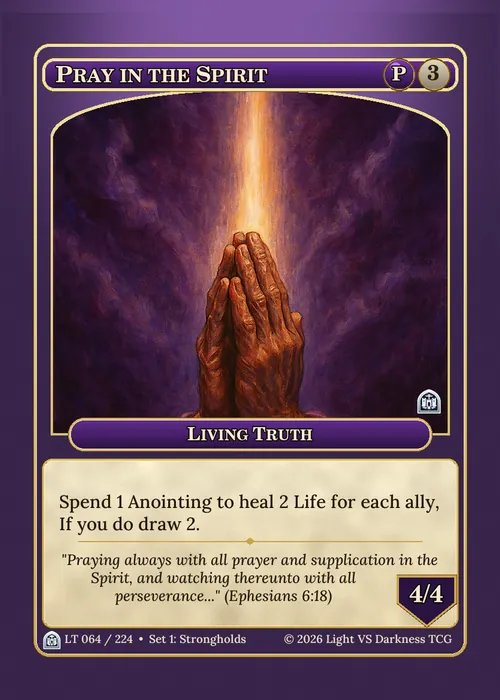 PRAY IN THE SPIRIT P 3
LIVING TRUTH
Spend 1 Anointing to heal 2 Life for each ally,
If you do draw 2.
"Praying always with all prayer and supplication in the
Spirit, and watching thereunto with all
perseverance..." (Ephesians 6:18)
4/4
LT 064 / 224 • Set 1: Strongholds © 2026 Light VS Darkness TCG